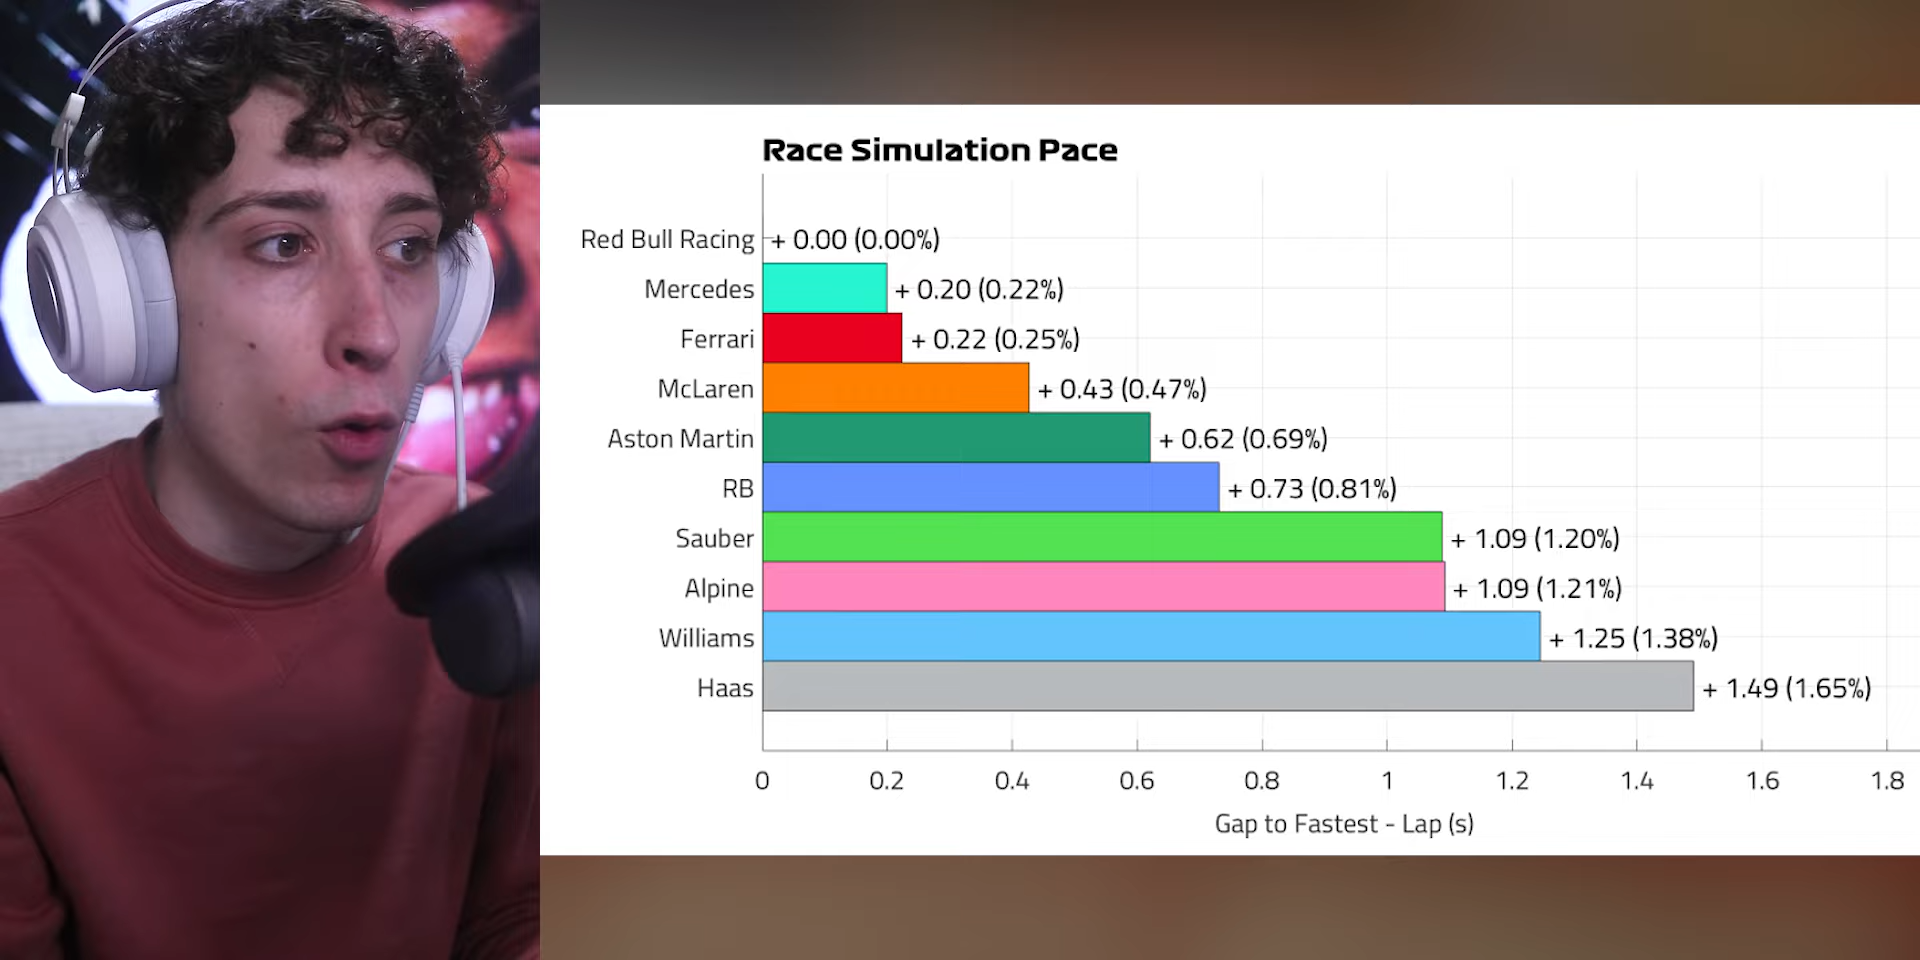 Race Simulation Pace
Red Bull Racing + 0.00 (0.00%)
Mercedes + 0.20 (0.22%)
Ferrari + 0.22 (0.25%)
McLaren + 0.43 (0.47%)
Aston Martin + 0.62 (0.69%)
RB + 0.73 (0.81%)
Sauber + 1.09 (1.20%)
Alpine + 1.09 (1.21%)
Williams + 1.25 (1.38%)
Haas + 1.49 (1.65%)
0 0.2 0.4 0.6 0.8 1 1.2 1.4 1.6 1.8
Gap to Fastest - Lap (s)